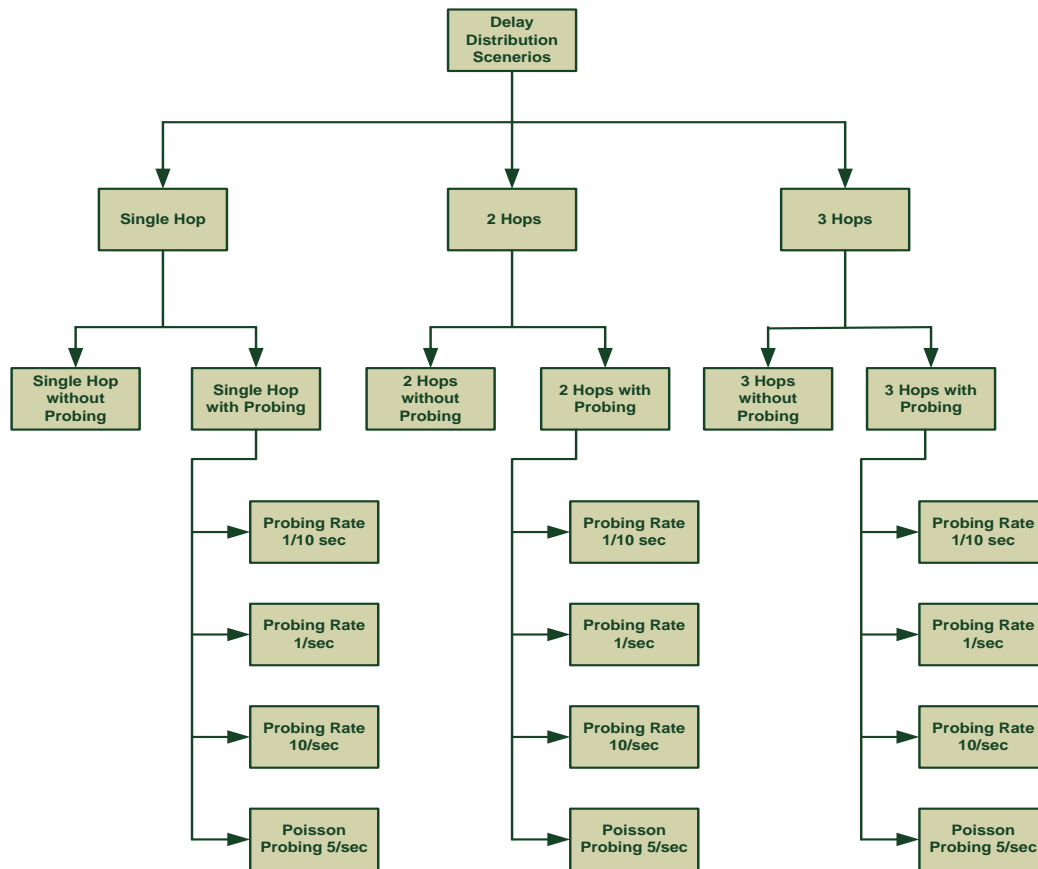 Delay
Distribution
Scenerios
Single Hop
2 Hops
3 Hops
Single Hop
without
Probing
Single Hop
with Probing
2 Hops
without
Probing
2 Hops with
Probing
3 Hops
without
Probing
3 Hops with
Probing
Probing Rate
1/10 sec
Probing Rate
1/10 sec
Probing Rate
1/10 sec
Probing Rate
1/sec
Probing Rate
1/sec
Probing Rate
1/sec
Probing Rate
10/sec
Probing Rate
10/sec
Probing Rate
10/sec
Poisson
Probing 5/sec
Poisson
Probing 5/sec
Poisson
Probing 5/sec